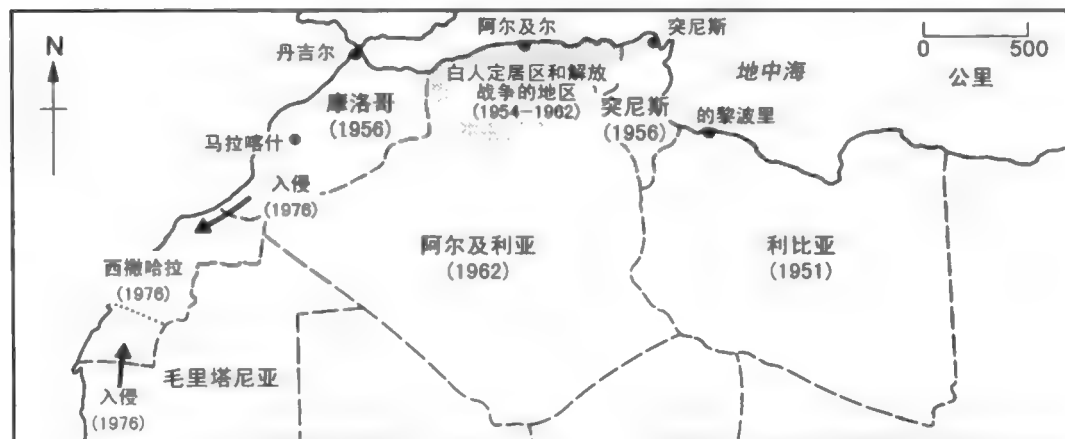 N
丹吉尔
阿尔及尔
突尼斯
0 500
公里
地中海
白人定居区和解放
战争的地区
(1954-1962)
摩洛哥
(1956)
突尼斯
(1956)
的黎波里
马拉喀什
入侵
(1976)
阿尔及利亚
(1962)
利比亚
(1951)
西撒哈拉
(1976)
毛里塔尼亚
入侵
(1976)